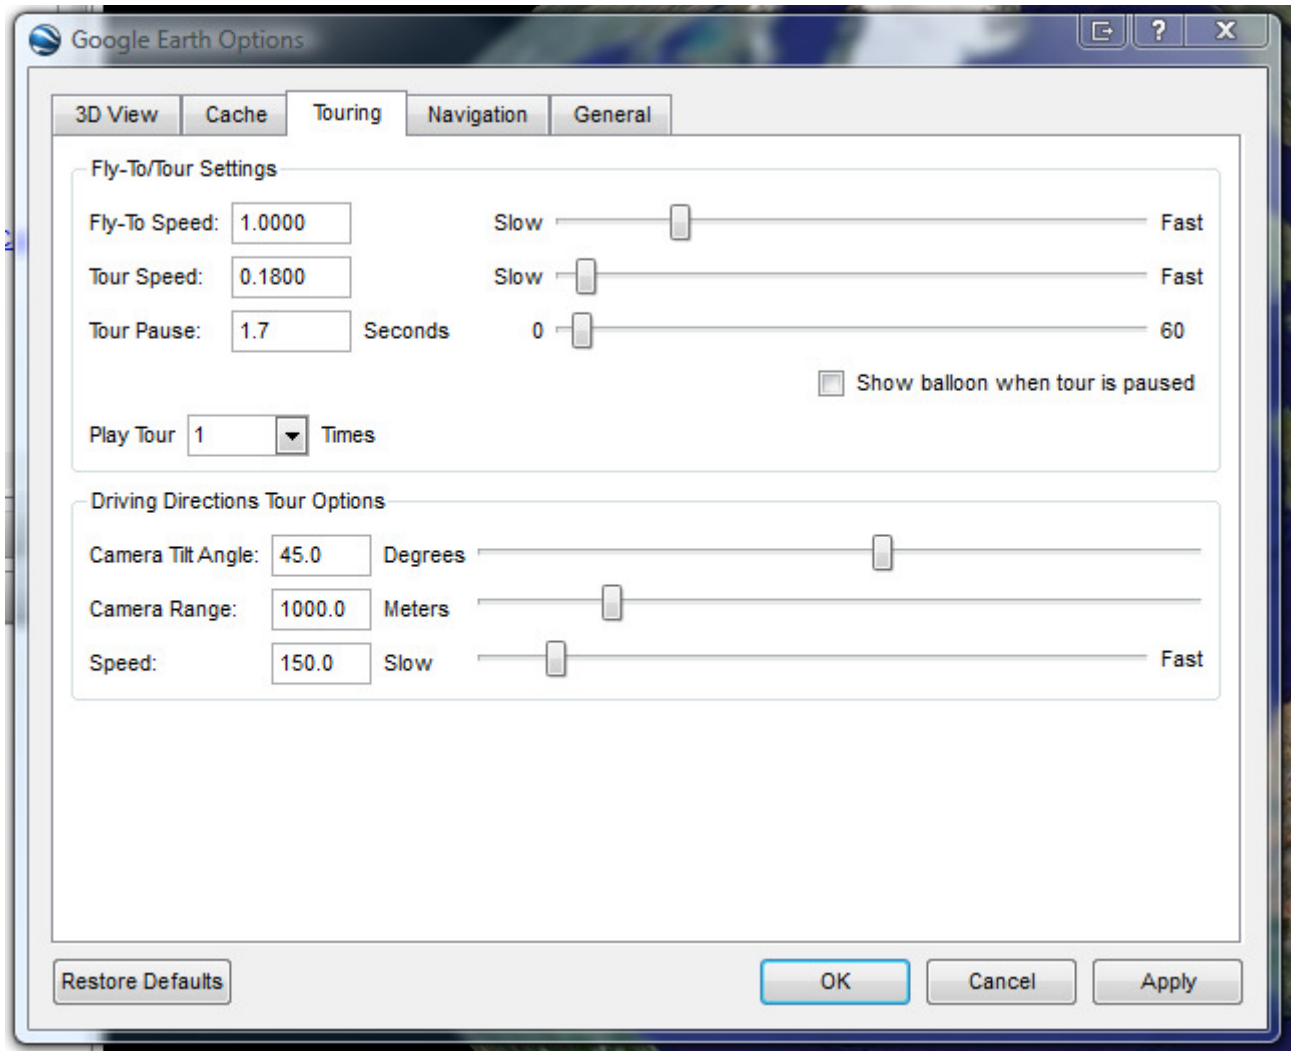 Google Earth Options
3D View Cache Touring Navigation General
Fly-To/Tour Settings
Fly-To Speed: 1.0000 Slow Fast
Tour Speed: 0.1800 Slow Fast
Tour Pause: 1.7 Seconds 0 60
Show balloon when tour is paused
Play Tour 1 Times
Driving Directions Tour Options
Camera Tilt Angle: 45.0 Degrees
Camera Range: 1000.0 Meters
Speed: 150.0 Slow Fast
Restore Defaults OK Cancel Apply